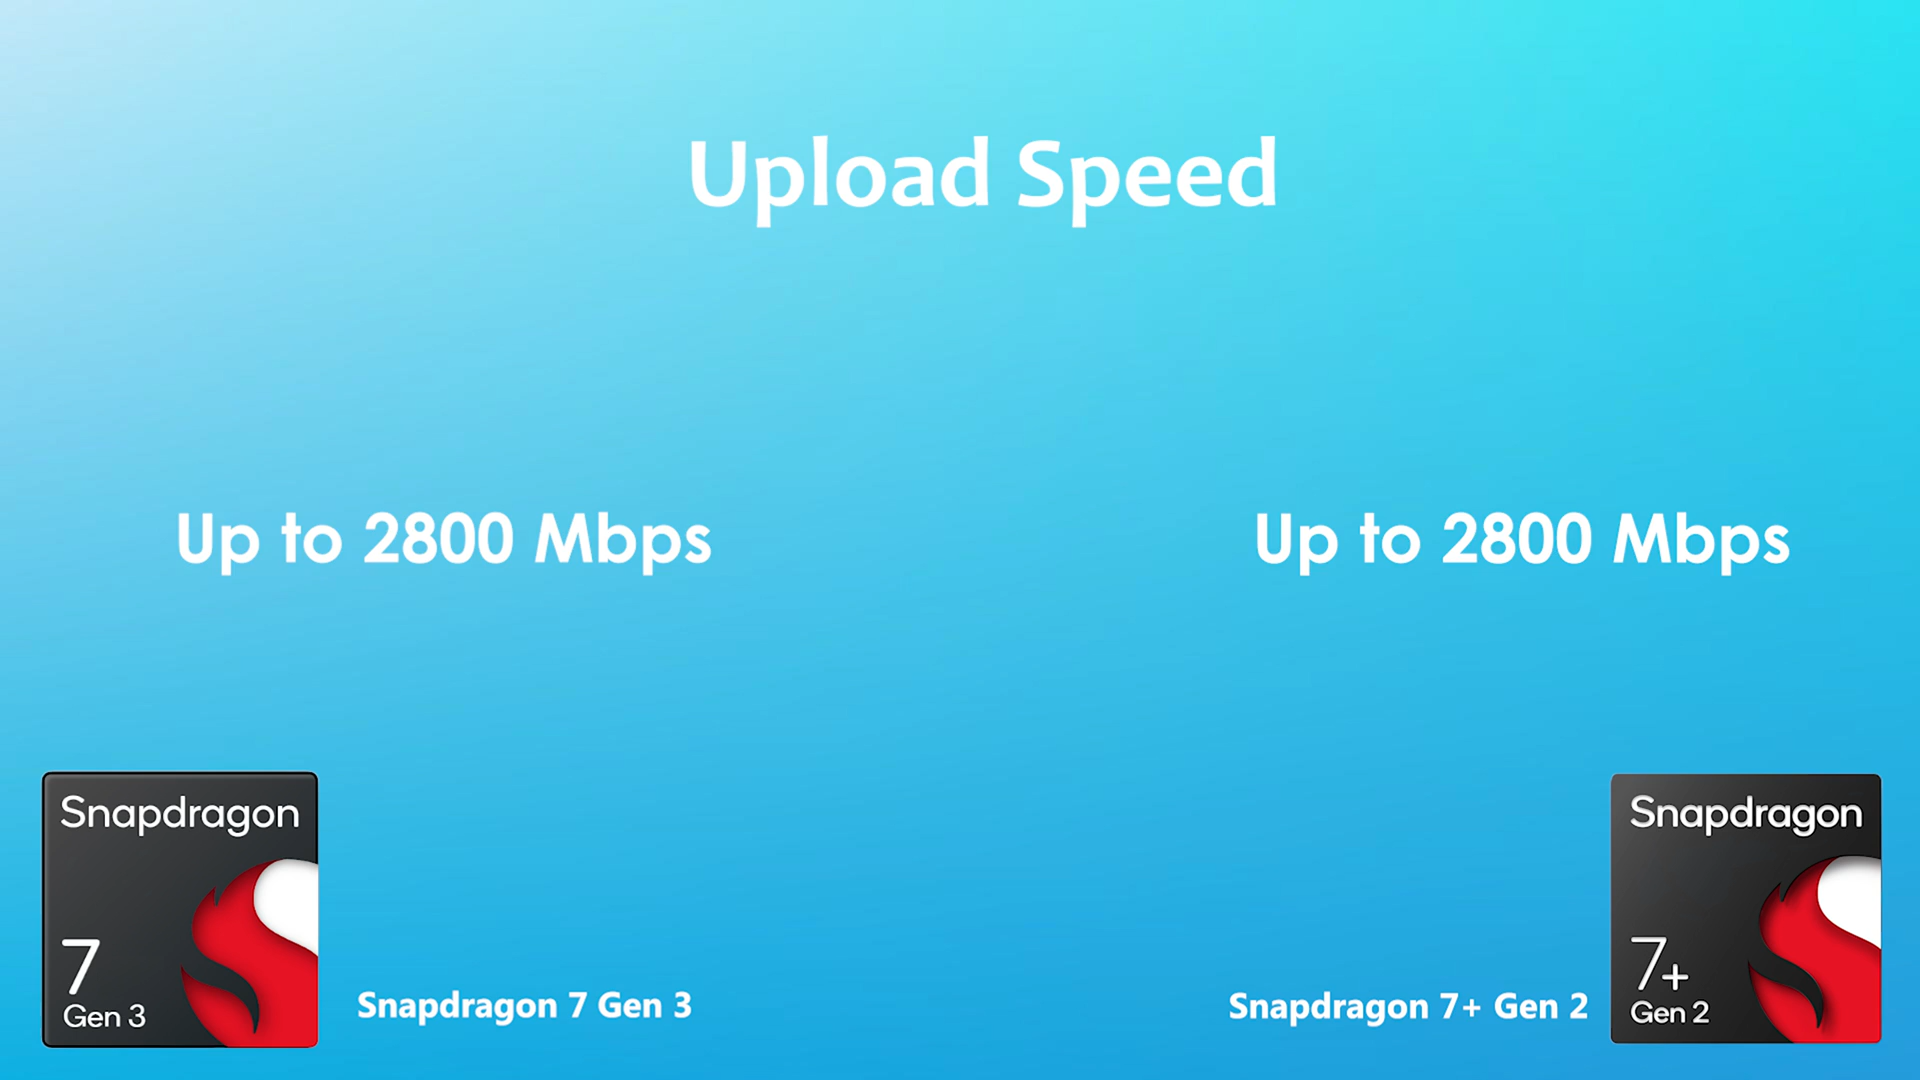 Upload Speed
Up to 2800 Mbps
Up to 2800 Mbps
Snapdragon
7
Gen 3
Snapdragon 7 Gen 3
Snapdragon 7+ Gen 2
Snapdragon
7+
Gen 2